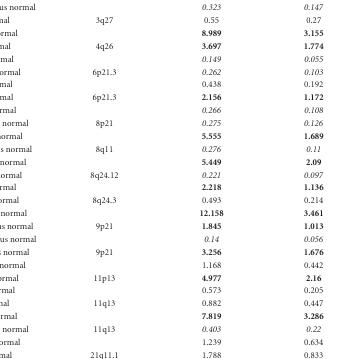 us normal 0.323 0.147
mal 3q27 0.55 0.27
ormal 8.989 3.155
mal 4q26 3.697 1.774
rmal 0.149 0.055
ormal 6p21.3 0.262 0.103
mal 0.438 0.192
rmal 6p21.3 2.156 1.172
ormal 0.266 0.108
normal 8p21 0.275 0.126
normal 5.555 1.689
s normal 8q11 0.276 0.11
normal 5.449 2.09
normal 8q24.12 0.221 0.097
ormal 2.218 1.136
ormal 8q24.3 0.493 0.214
normal 12.158 3.461
us normal 9p21 1.845 1.013
ous normal 0.14 0.056
s normal 9p21 3.256 1.676
normal 1.168 0.442
ormal 11p13 4.977 2.16
rmal 0.573 0.205
mal 11q13 0.882 0.447
ormal 7.819 3.286
normal 11q13 0.403 0.22
ormal 1.239 0.634
rmal 21q11.1 1.788 0.833